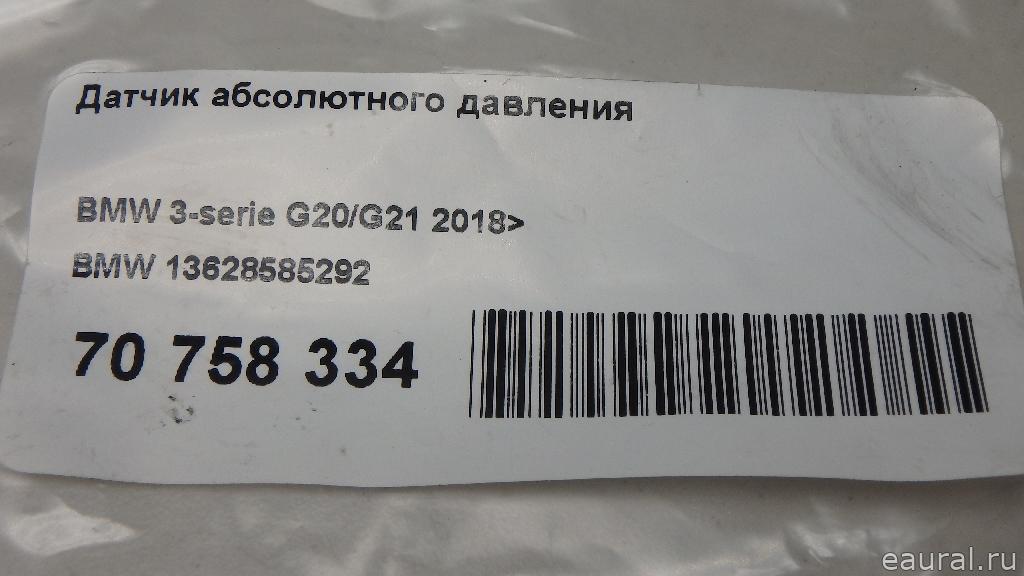 Датчик абсолютного давления
BMW 3-serie G20/G21 2018>
BMW 13628585292
70 758 334
eaural.ru